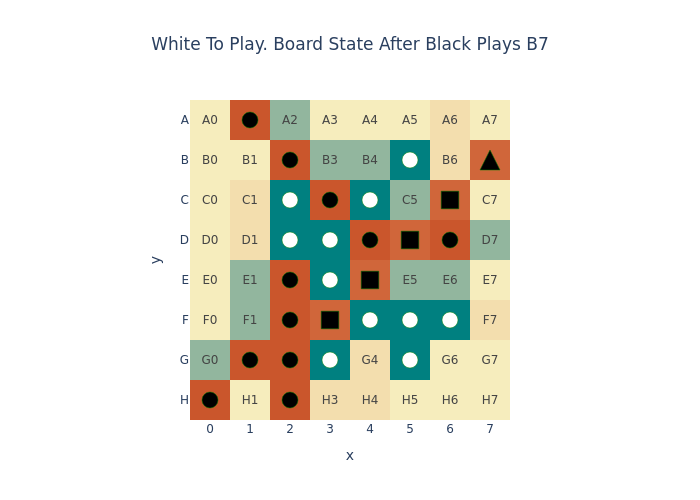 White To Play. Board State After Black Plays B7
A A0 A2 A3 A4 A5 A6 A7
B B0 B1 B3 B4 B6
C C0 C1 C5 C7
D D0 D1 D7
E E0 E1 E5 E6 E7
F F0 F1 F7
G G0 G4 G6 G7
H H1 H3 H4 H5 H6 H7
0 1 2 3 4 5 6 7
x
y